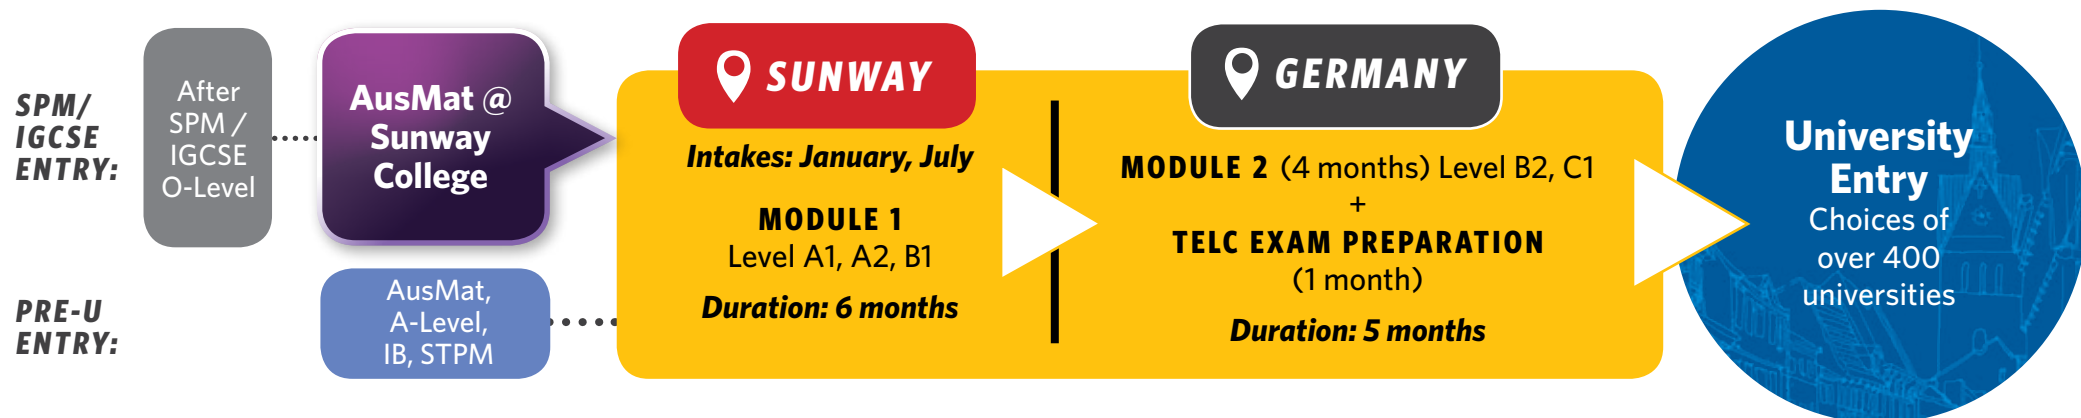 SPM/
IGCSE
ENTRY:
After
SPM /
IGCSE
O-Level
AusMat @
Sunway
College
PRE-U
ENTRY:
AusMat,
A-Level,
IB, STPM
SUNWAY
Intakes: January, July
MODULE 1
Level A1, A2, B1
Duration: 6 months
GERMANY
MODULE 2 (4 months) Level B2, C1
+
TELC EXAM PREPARATION
(1 month)
Duration: 5 months
University
Entry
Choices of
over 400
universities